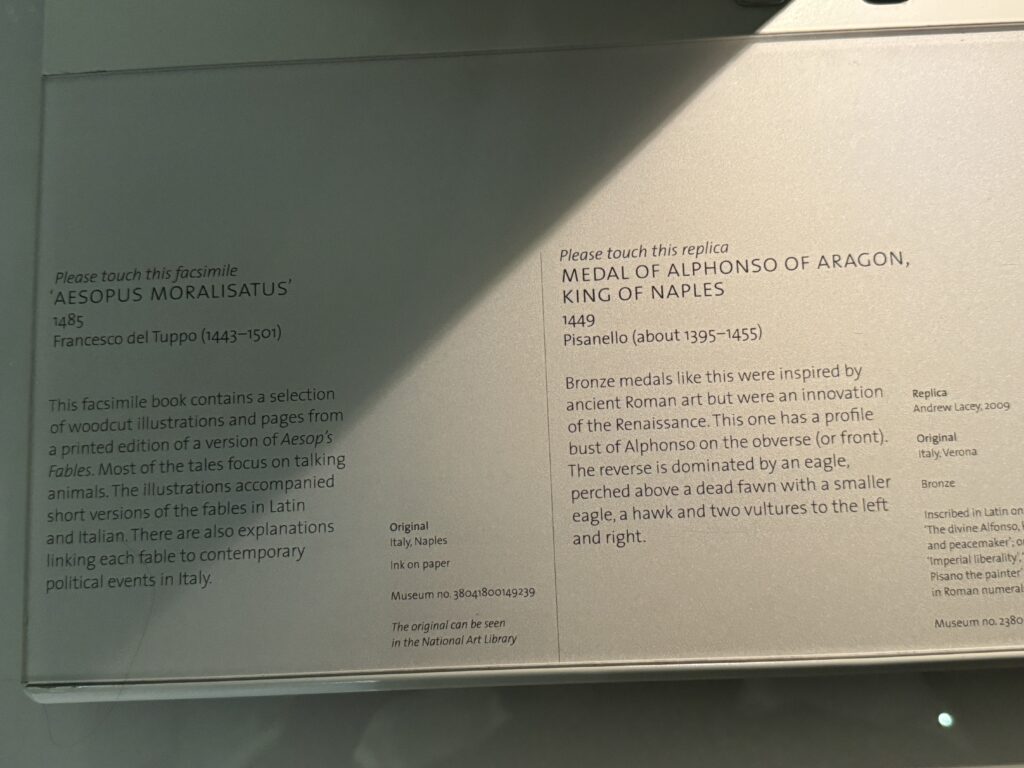 Please touch this facsimile
‘AESOPUS MORALISATUS’
1485
Francesco del Tuppo (1443–1501)
This facsimile book contains a selection
of woodcut illustrations and pages from
a printed edition of a version of Aesop’s
Fables. Most of the tales focus on talking
animals. The illustrations accompanied
short versions of the fables in Latin
and Italian. There are also explanations
linking each fable to contemporary
political events in Italy.
Original
Italy, Naples
Ink on paper
Museum no. 38041800149239
The original can be seen
in the National Art Library
Please touch this replica
MEDAL OF ALPHONSO OF ARAGON,
KING OF NAPLES
1449
Pisanello (about 1395–1455)
Bronze medals like this were inspired by
ancient Roman art but were an innovation
of the Renaissance. This one has a profile
bust of Alphonso on the obverse (or front).
The reverse is dominated by an eagle,
perched above a dead fawn with a smaller
eagle, a hawk and two vultures to the left
and right.
Replica
Andrew Lacey, 2009
Original
Italy, Verona
Bronze
Inscribed in Latin on
‘The divine Alfonso,
and peacemaker’;
‘Imperial liberality’,
Pisano the painter’
in Roman
Museum no.